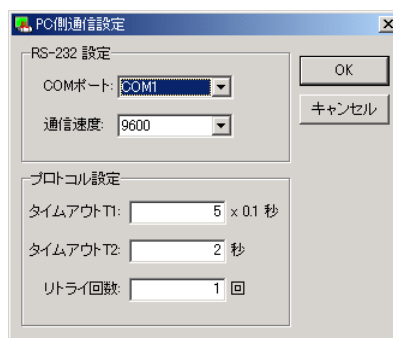 PC側通信設定
RS-232 設定
COMポート: COM1
通信速度: 9600
OK
キャンセル
プロトコル設定
タイムアウトT1: 5 x 0.1 秒
タイムアウトT2: 2 秒
リトライ回数: 1 回